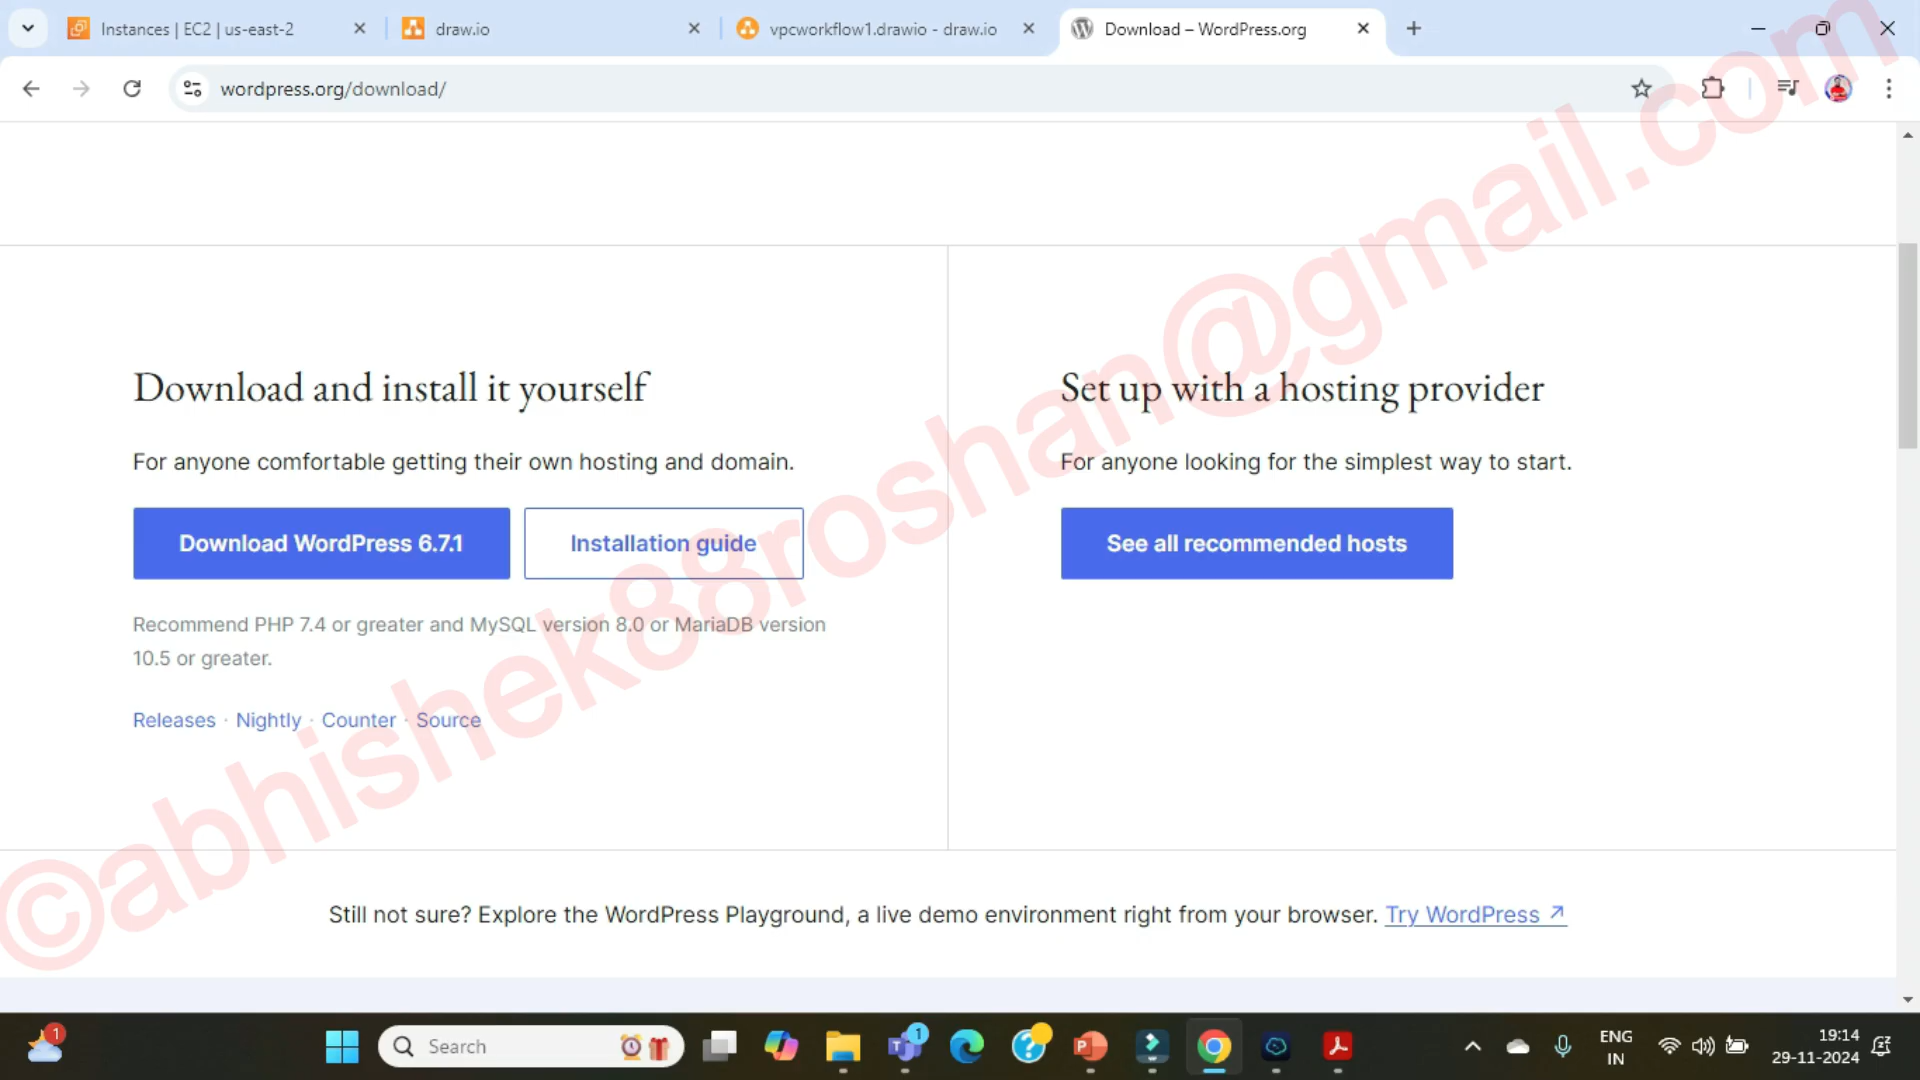 Instances | EC2 | us-east-2
draw.io
vpcworkflow1.drawio - draw.io
Download – WordPress.org
wordpress.org/download/
Download and install it yourself
For anyone comfortable getting their own hosting and domain.
Download WordPress 6.7.1
Installation guide
Recommend PHP 7.4 or greater and MySQL version 8.0 or MariaDB version
10.5 or greater.
Releases · Nightly · Counter · Source
Set up with a hosting provider
For anyone looking for the simplest way to start.
See all recommended hosts
Still not sure? Explore the WordPress Playground, a live demo environment right from your browser. Try WordPress ↗
©abhishek88roshan@gmail.com
1
Search
1
ENG
IN
19:14
29-11-2024